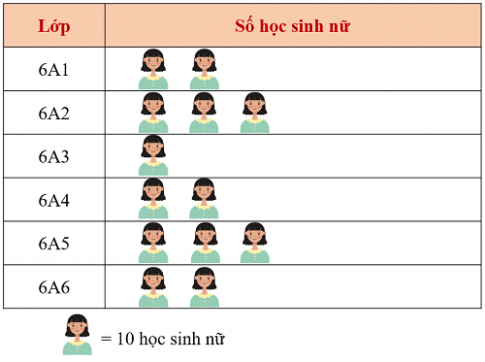 Lớp Số học sinh nữ
6A1
6A2
6A3
6A4
6A5
6A6
= 10 học sinh nữ